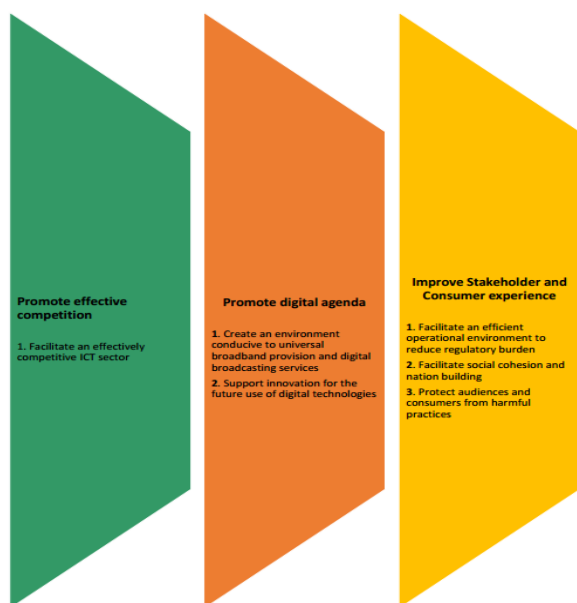 Promote effective
competition
1. Facilitate an effectively
competitive ICT sector
Promote digital agenda
1. Create an environment
conducive to universal
broadband provision and digital
broadcasting services
2. Support innovation for the
future use of digital technologies
Improve Stakeholder and
Consumer experience
1. Facilitate an efficient
operational environment to
reduce regulatory burden
2. Facilitate social cohesion and
nation building
3. Protect audiences and
consumers from harmful
practices